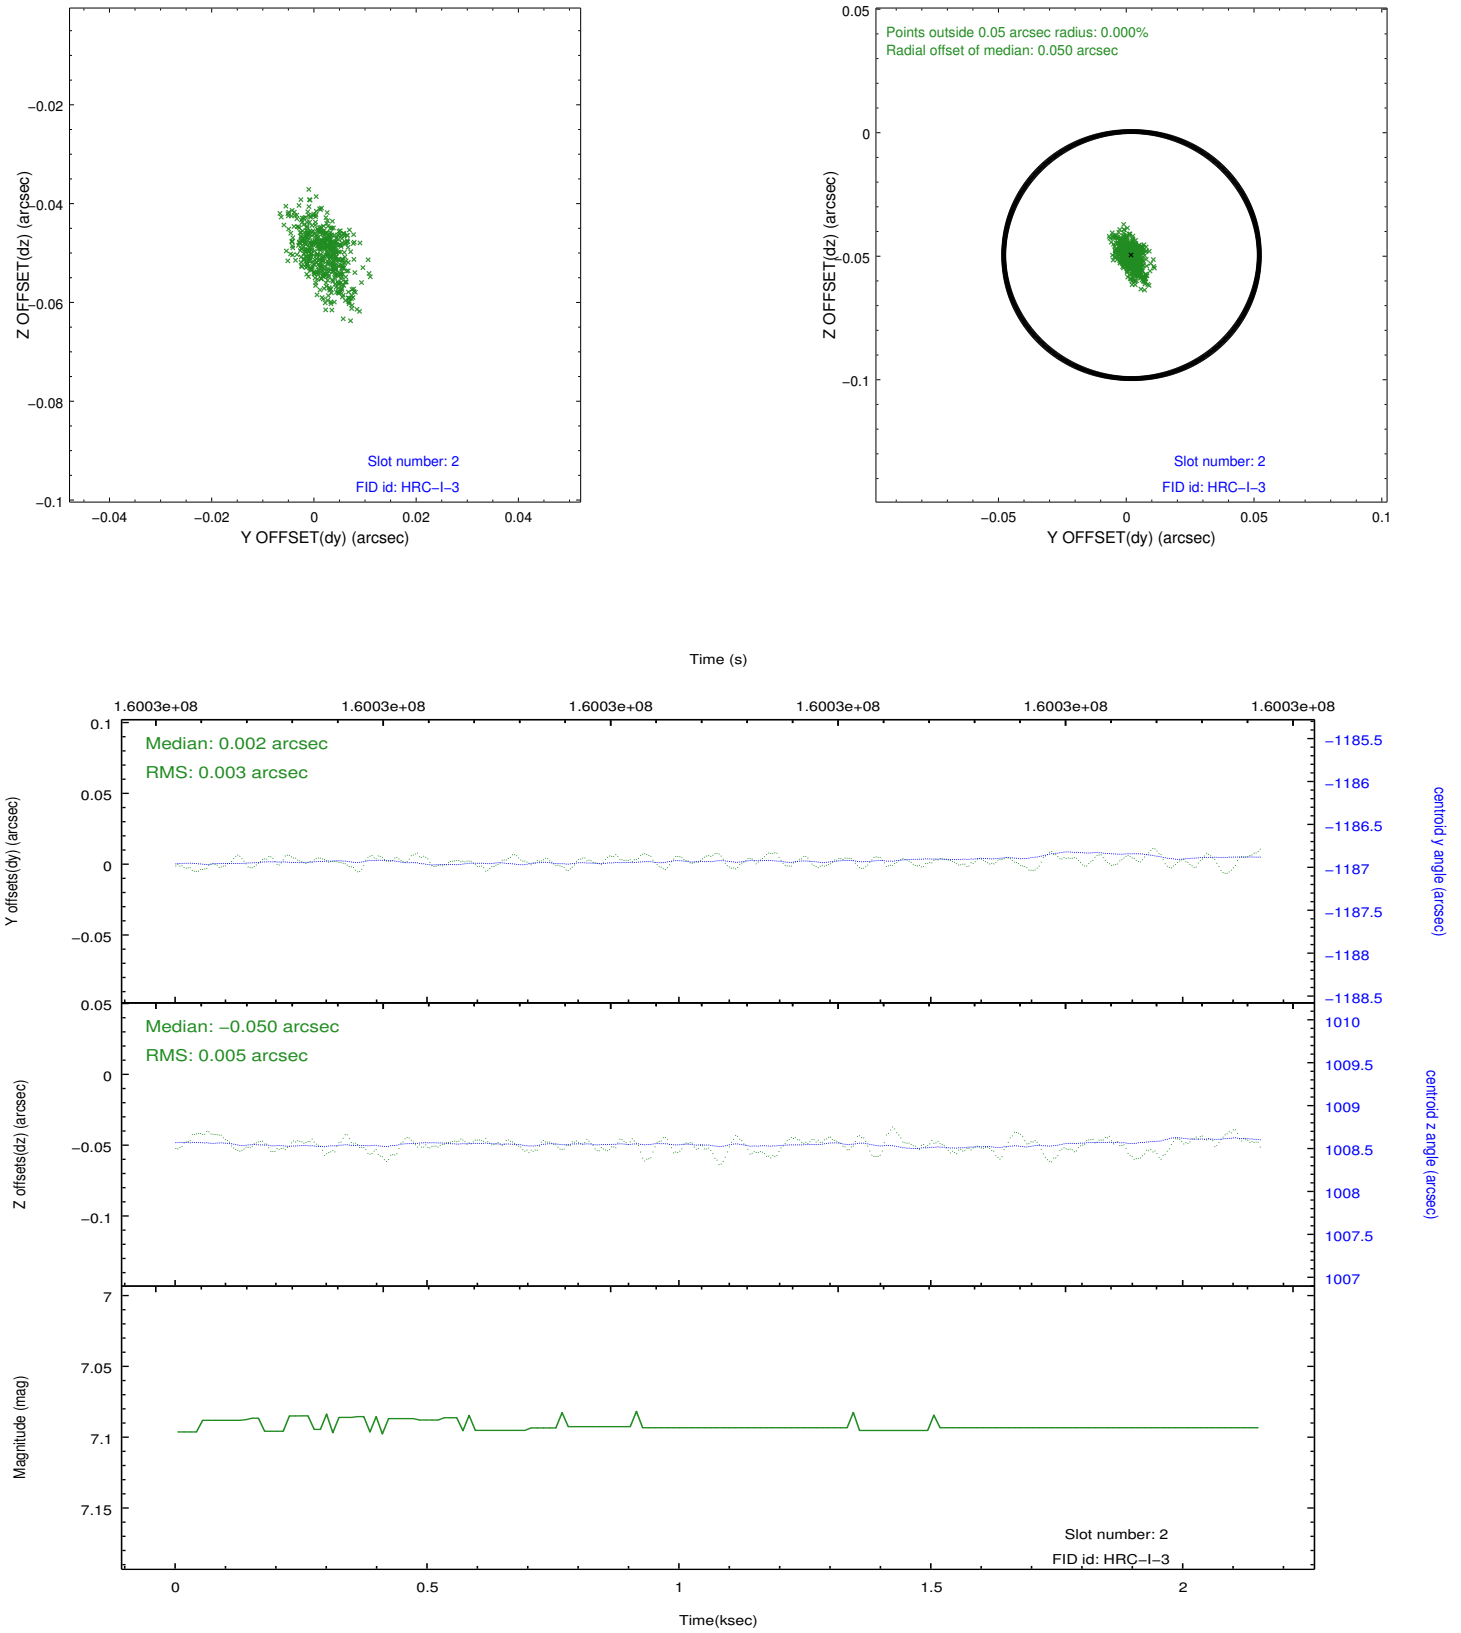 −0.02
−0.04
−0.06
−0.08
−0.1
Z OFFSET(dz) (arcsec)
Slot number: 2
FID id: HRC−I−3
−0.04
−0.02
0
0.02
0.04
Y OFFSET(dy) (arcsec)
0.05
0
−0.05
−0.1
Z OFFSET(dz) (arcsec)
Points outside 0.05 arcsec radius: 0.000%
Radial offset of median: 0.050 arcsec
Slot number: 2
FID id: HRC−I−3
−0.05
0
0.05
0.1
Y OFFSET(dy) (arcsec)
Time (s)
1.6003e+08
1.6003e+08
1.6003e+08
1.6003e+08
1.6003e+08
1.6003e+08
0.1
0.05
0
−0.05
Y offsets(dy) (arcsec)
Median: 0.002 arcsec
RMS: 0.003 arcsec
−1185.5
−1186
−1186.5
−1187
−1187.5
−1188
−1188.5
centroid y angle (arcsec)
0.05
0
−0.05
−0.1
Z offsets(dz) (arcsec)
Median: −0.050 arcsec
RMS: 0.005 arcsec
1010
1009.5
1009
1008.5
1008
1007.5
1007
centroid z angle (arcsec)
7
7.05
7.1
7.15
Magnitude (mag)
Slot number: 2
FID id: HRC−I−3
0
0.5
1
1.5
2
Time(ksec)